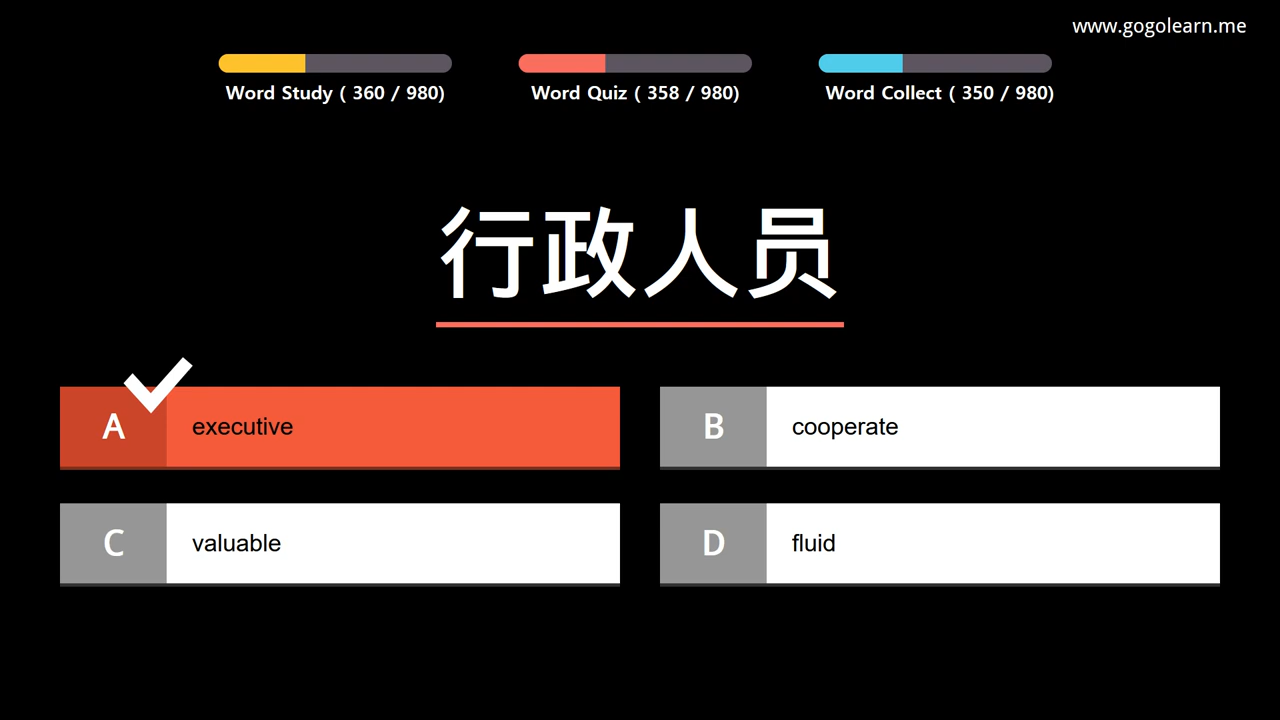 www.gogolearn.me
Word Study ( 360 / 980)
Word Quiz ( 358 / 980)
Word Collect ( 350 / 980)
行政人员
A executive
B cooperate
C valuable
D fluid